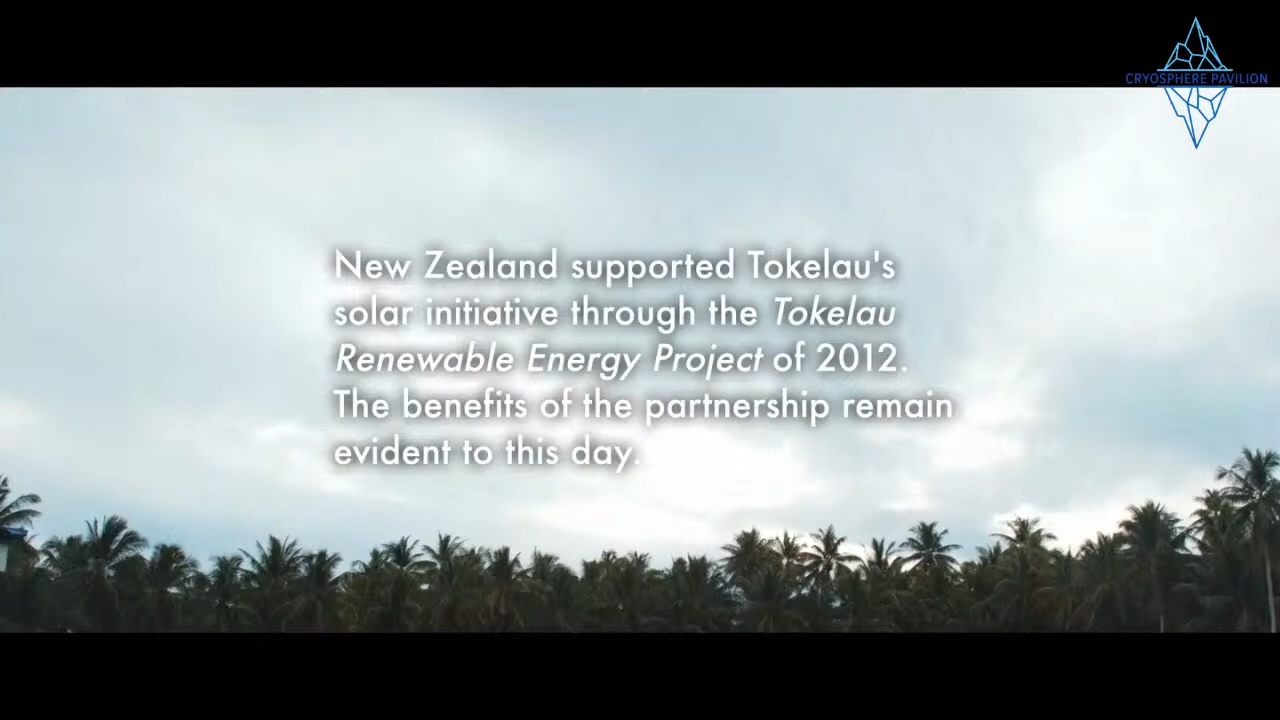 CRYOSPHERE PAVILION
New Zealand supported Tokelau's
solar initiative through the Tokelau
Renewable Energy Project of 2012.
The benefits of the partnership remain
evident to this day.